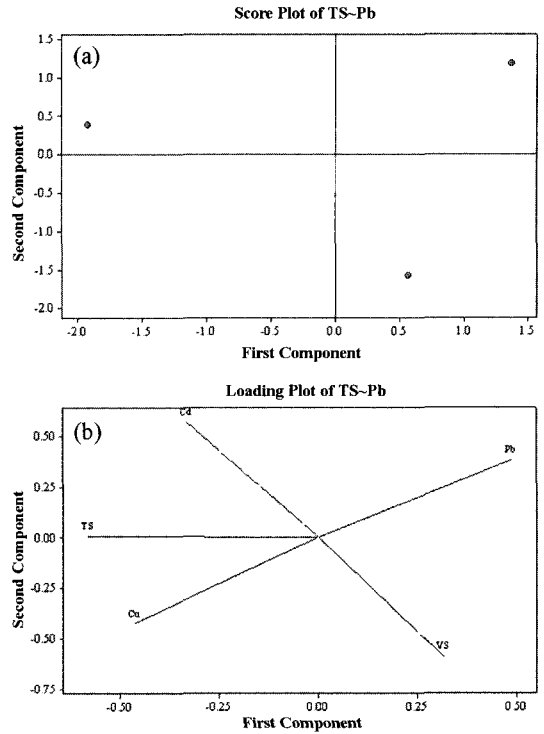 Score Plot of TS~Pb
(a)
1.5
1.0
0.5
0.0
-0.5
-1.0
-1.5
-2.0
Second Component
-2.0 -1.5 -1.0 -0.5 0.0 0.5 1.0 1.5
First Component
Loading Plot of TS~Pb
(b)
Cd
Pb
TS
Cu
VS
0.50
0.25
0.00
-0.25
-0.50
-0.75
Second Component
-0.50 -0.25 0.00 0.25 0.50
First Component